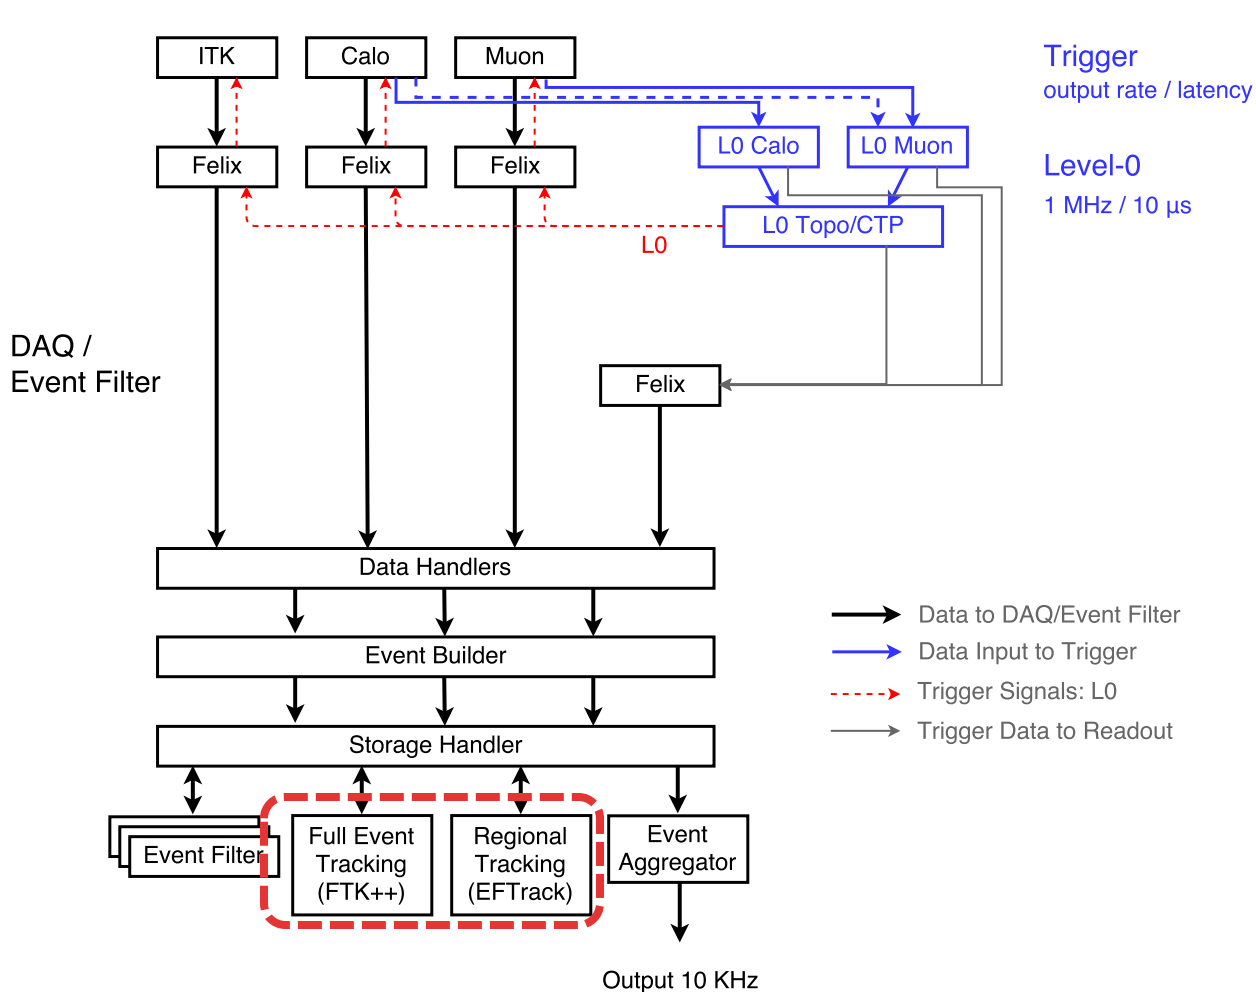 ITK
Calo
Muon
Trigger
output rate / latency
L0 Calo
L0 Muon
Felix
Felix
Felix
Level-0
1 MHz / 10 μs
L0 Topo/CTP
L0
DAQ /
Event Filter
Felix
Data Handlers
Data to DAQ/Event Filter
Event Builder
Data Input to Trigger
Trigger Signals: L0
Storage Handler
Trigger Data to Readout
Event Filter
Full Event
Tracking
(FTK++)
Regional
Tracking
(EFTrack)
Event
Aggregator
Output 10 KHz